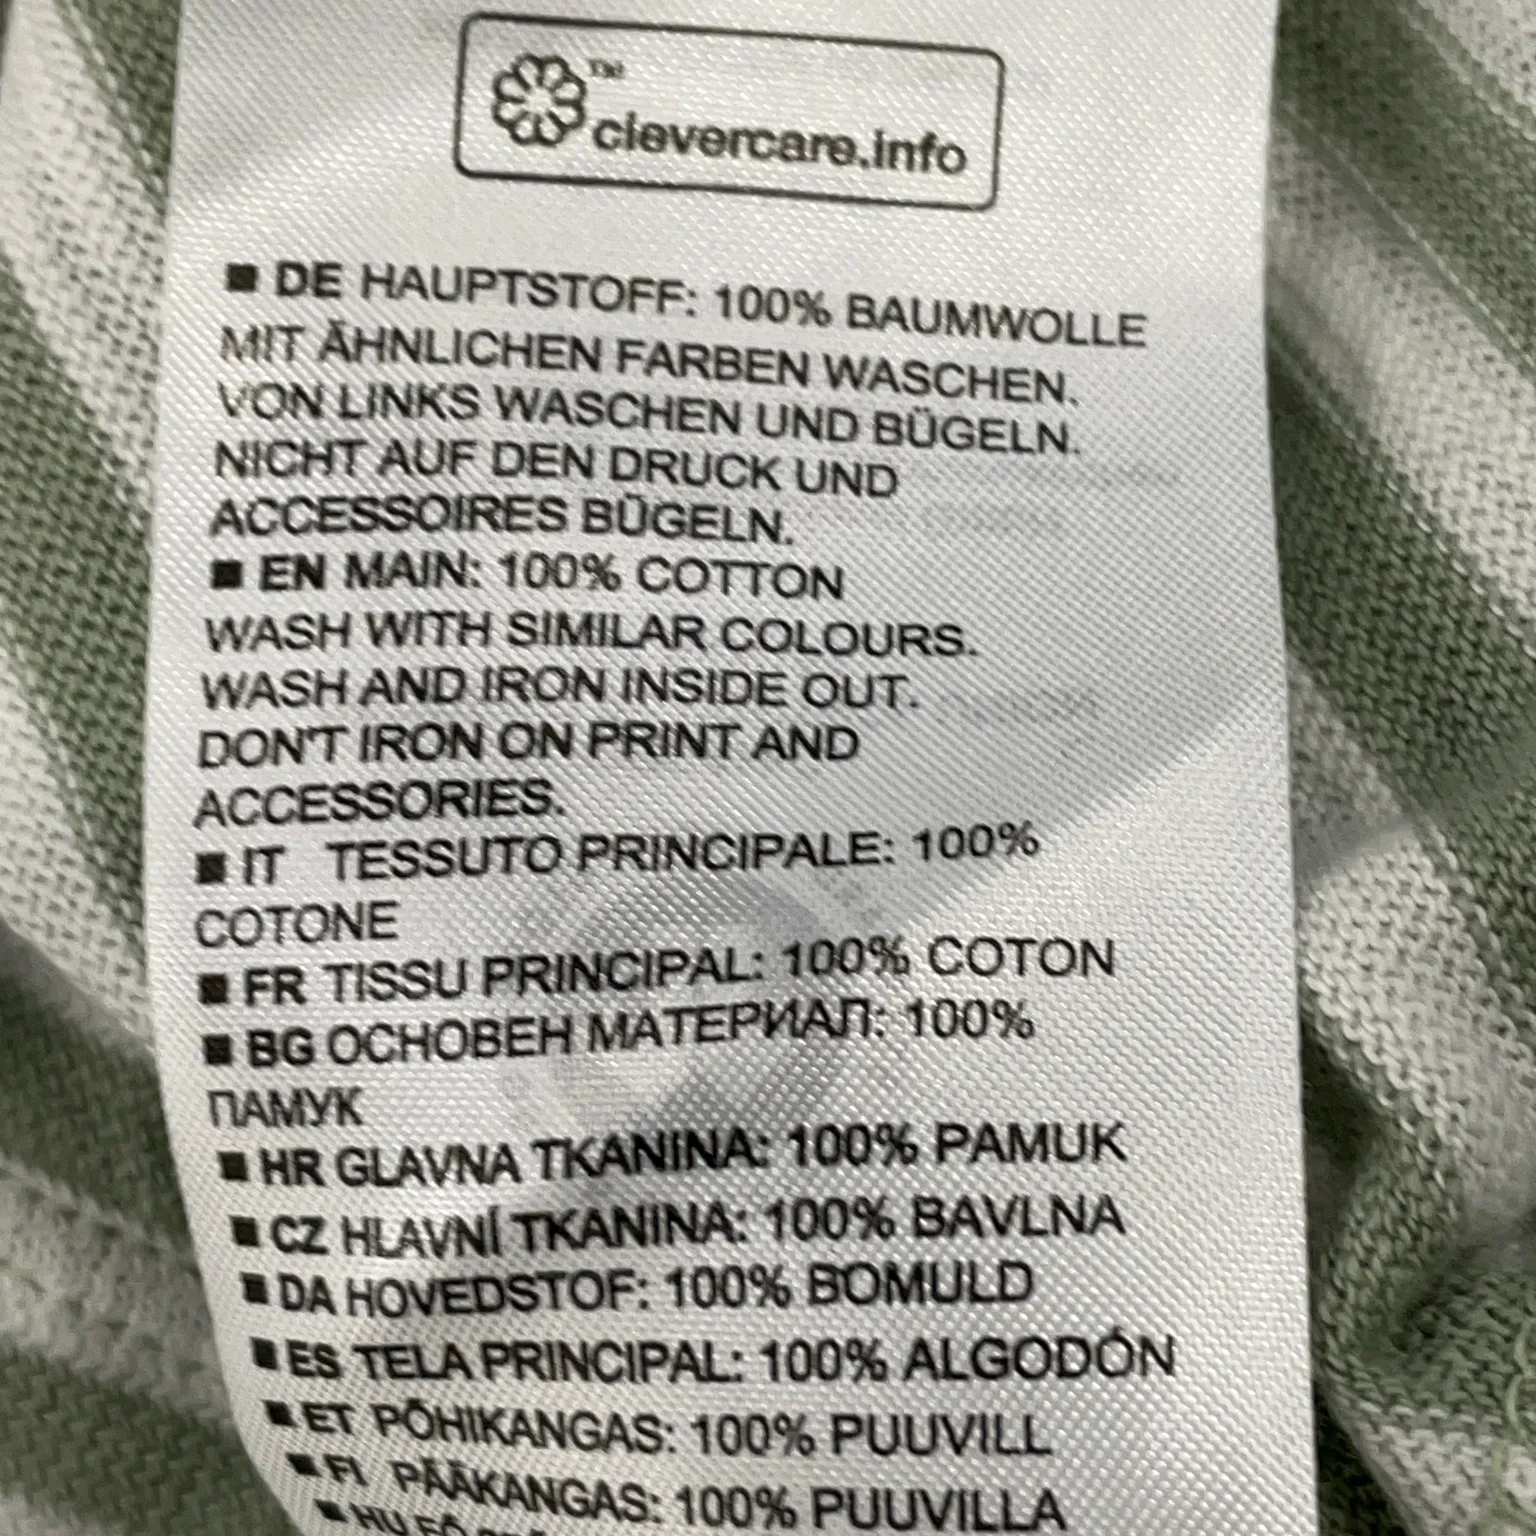 ™
clevercare.info
■ DE HAUPTSTOFF: 100% BAUMWOLLE
MIT ÄHNLICHEN FARBEN WASCHEN.
VON LINKS WASCHEN UND BÜGELN.
NICHT AUF DEN DRUCK UND
ACCESSOIRES BÜGELN.
■ EN MAIN: 100% COTTON
WASH WITH SIMILAR COLOURS.
WASH AND IRON INSIDE OUT.
DON'T IRON ON PRINT AND
ACCESSORIES.
■ IT TESSUTO PRINCIPALE: 100%
COTONE
■ FR TISSU PRINCIPAL: 100% COTON
■ BG ОСНОВЕН МАТЕРИАЛ: 100%
ПАМУК
■ HR GLAVNA TKANINA: 100% PAMUK
■ CZ HLAVNÍ TKANINA: 100% BAVLNA
■ DA HOVEDSTOF: 100% BOMULD
■ ES TELA PRINCIPAL: 100% ALGODÓN
■ ET PÕHIKANGAS: 100% PUUVILL
■ FI PÄÄKANGAS: 100% PUUVILLA
■ HU